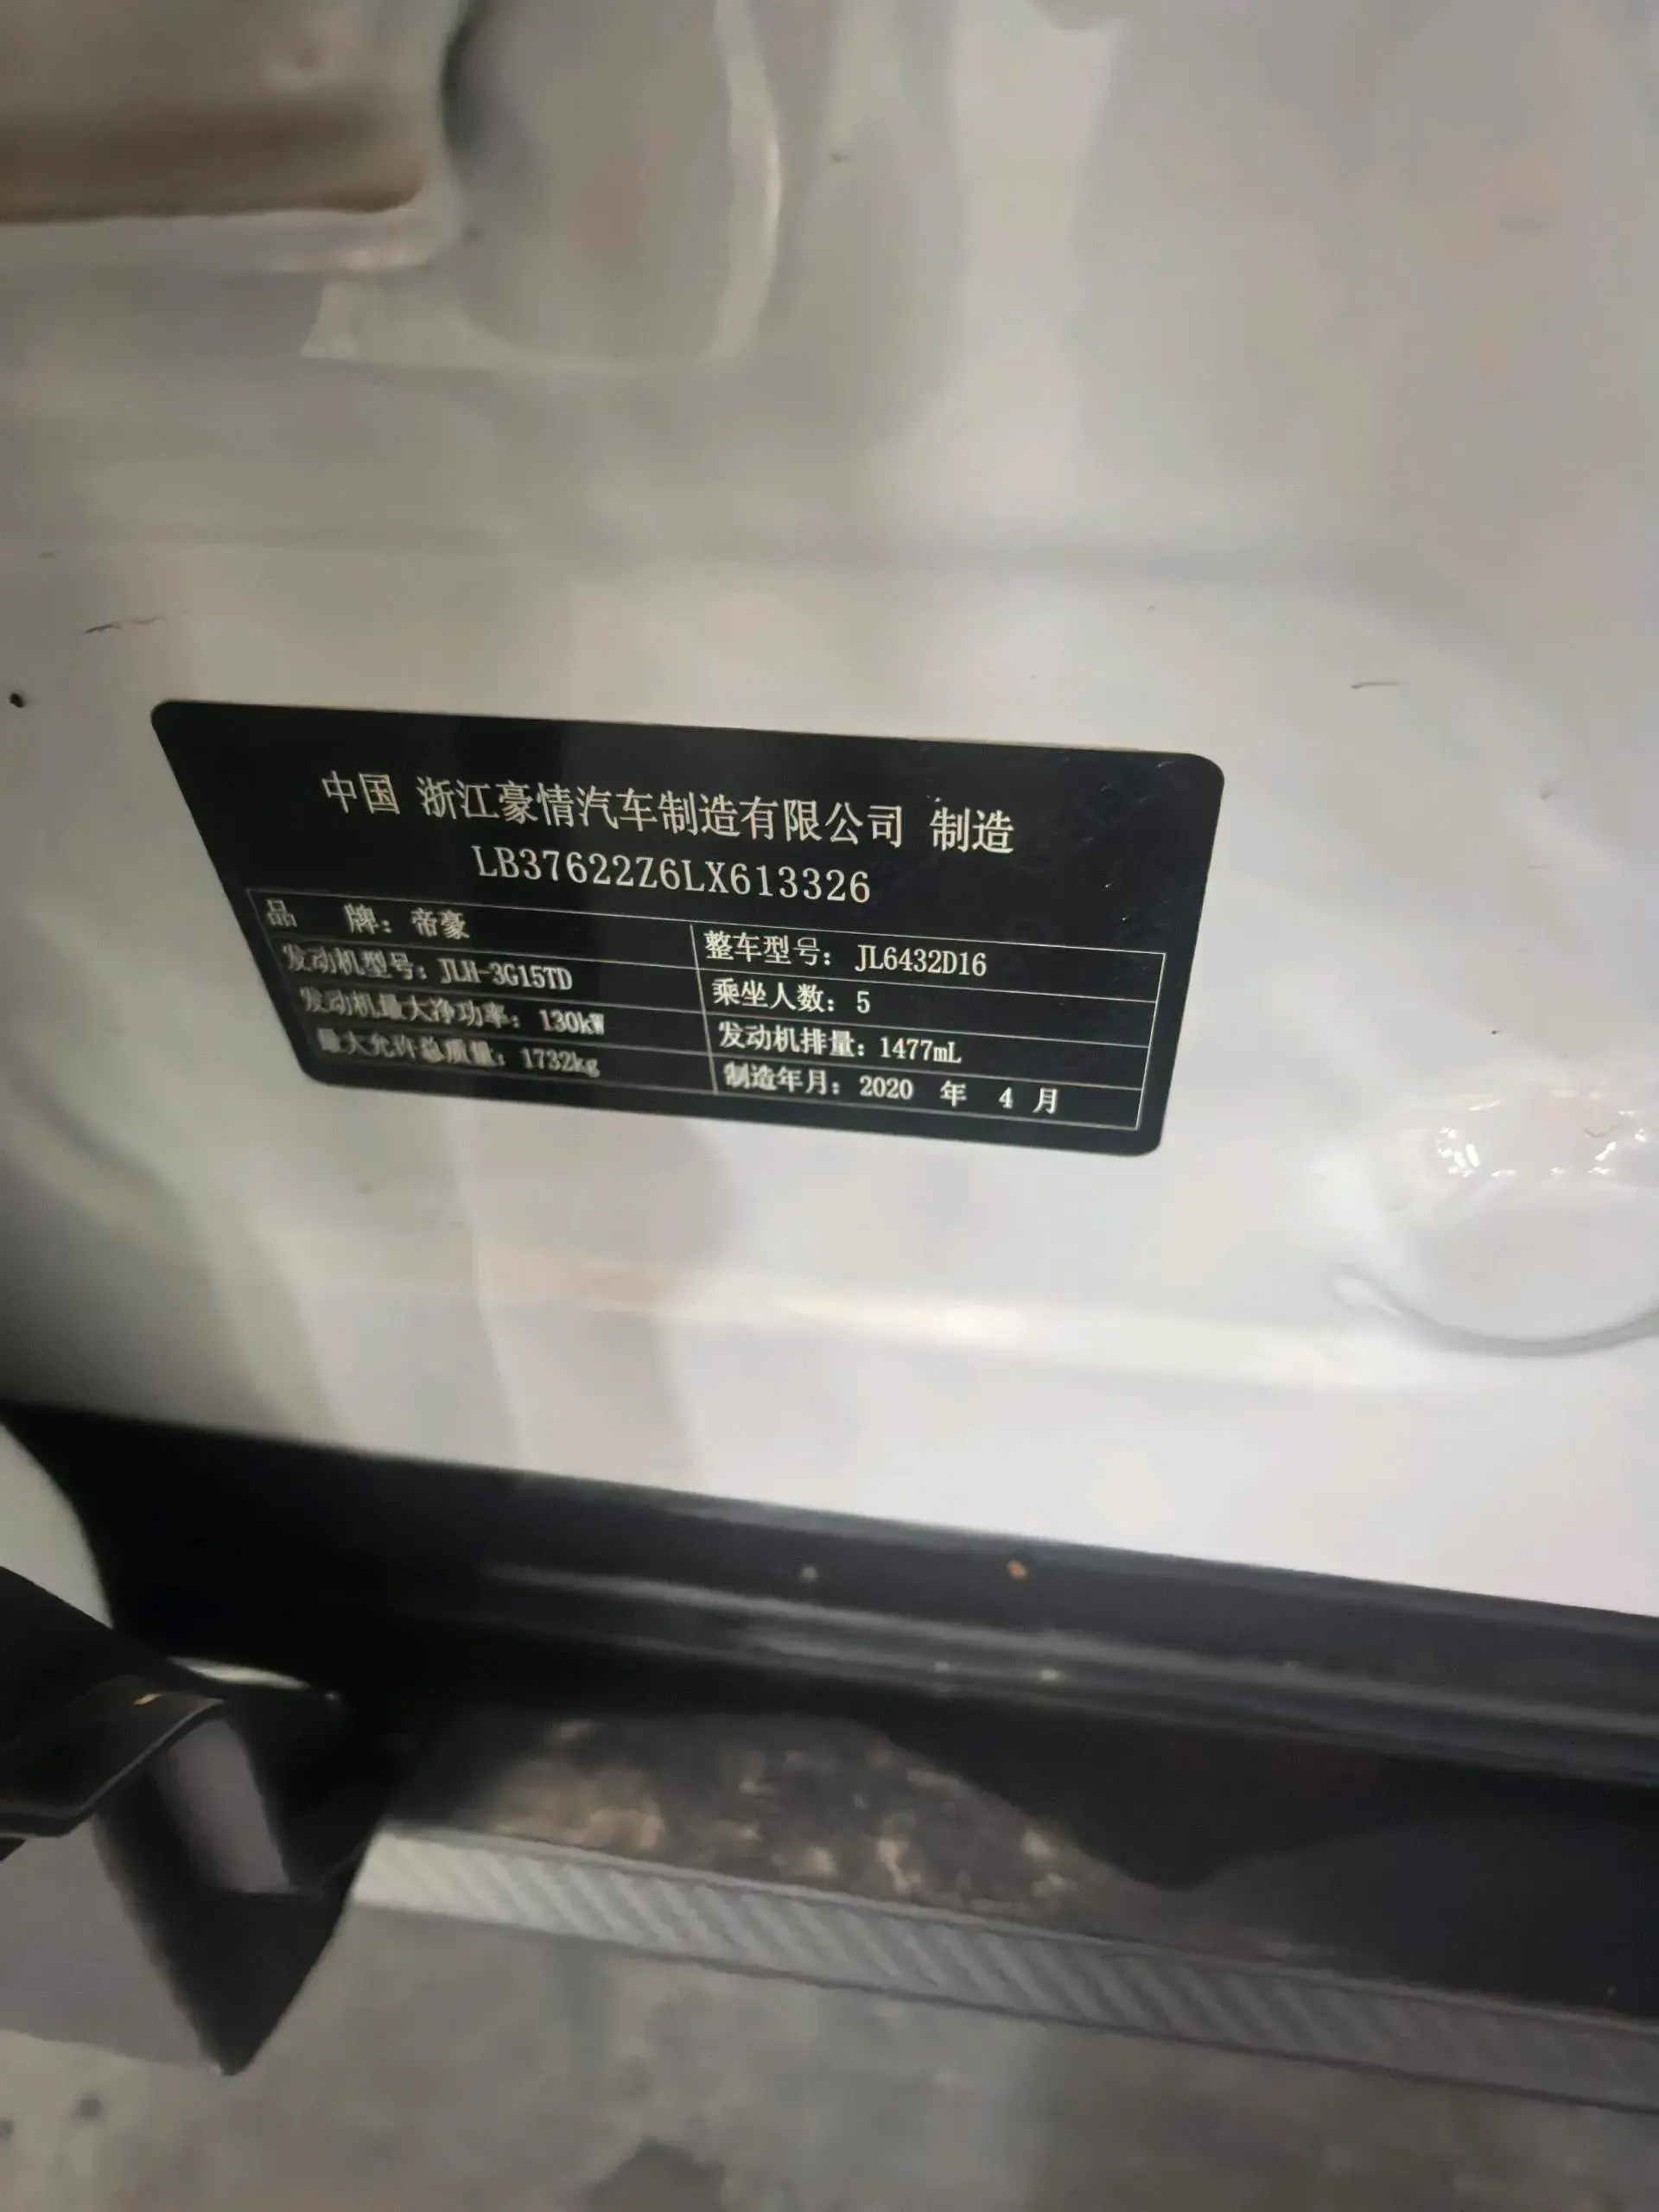 中国 浙江豪情汽车制造有限公司 制造
LB37622Z6LX613326
品 牌：帝豪 整车型号：JL6432D16
发动机型号：JLH-3G15TD 乘坐人数：5
发动机最大净功率：130kW 发动机排量：1477mL
最大允许总质量：1732kg 制造年月：2020 年 4 月